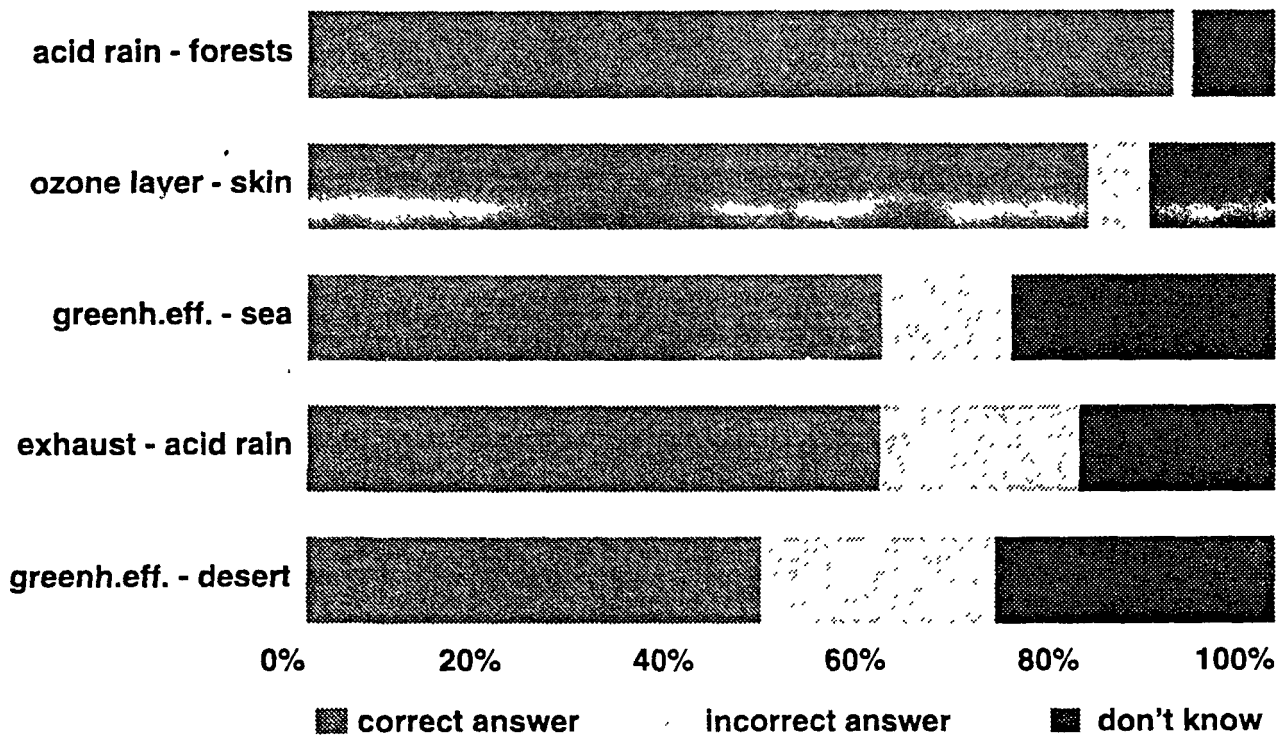 acid rain - forests
ozone layer - skin
greenh.eff. - sea
exhaust - acid rain
greenh.eff. - desert
0% 20% 40% 60% 80% 100%
correct answer incorrect answer don't know